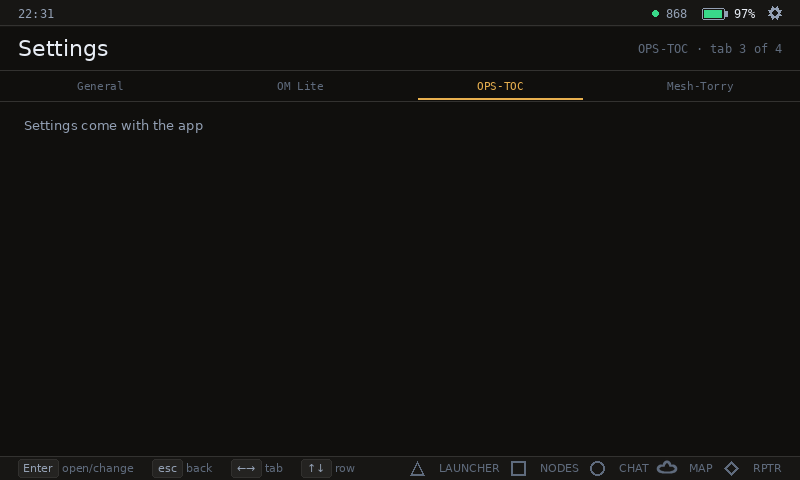 22:31 868 97%
Settings OPS-TOC · tab 3 of 4
General OM Lite OPS-TOC Mesh-Torry
Settings come with the app
Enter open/change esc back ←→ tab ↑↓ row LAUNCHER NODES CHAT MAP RPTR